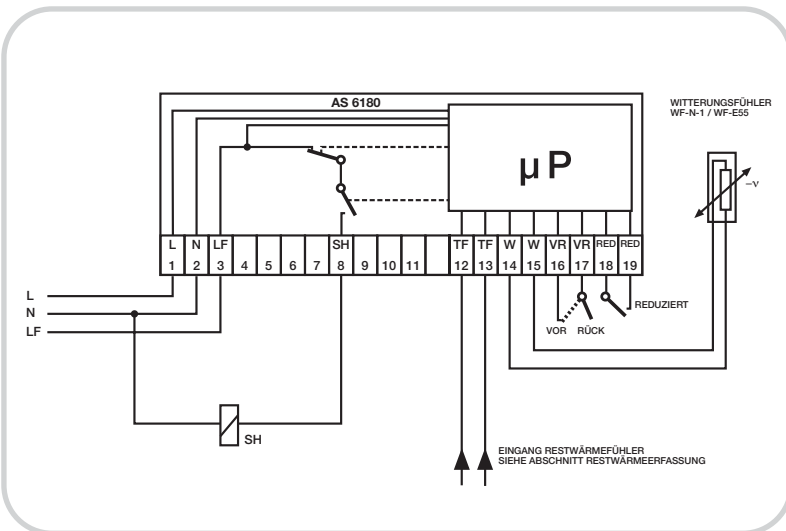 AS 6180
WITTERUNGSFÜHLER
WF-N-1 / WF-E55
µ P
–ν
L N LF SH TF TF W W VR VR RED RED
1 2 3 4 5 6 7 8 9 10 11 12 13 14 15 16 17 18 19
L
N
LF
REDUZIERT
VOR RÜCK
SH
EINGANG RESTWÄRMEFÜHLER
SIEHE ABSCHNITT RESTWÄRMEERFASSUNG